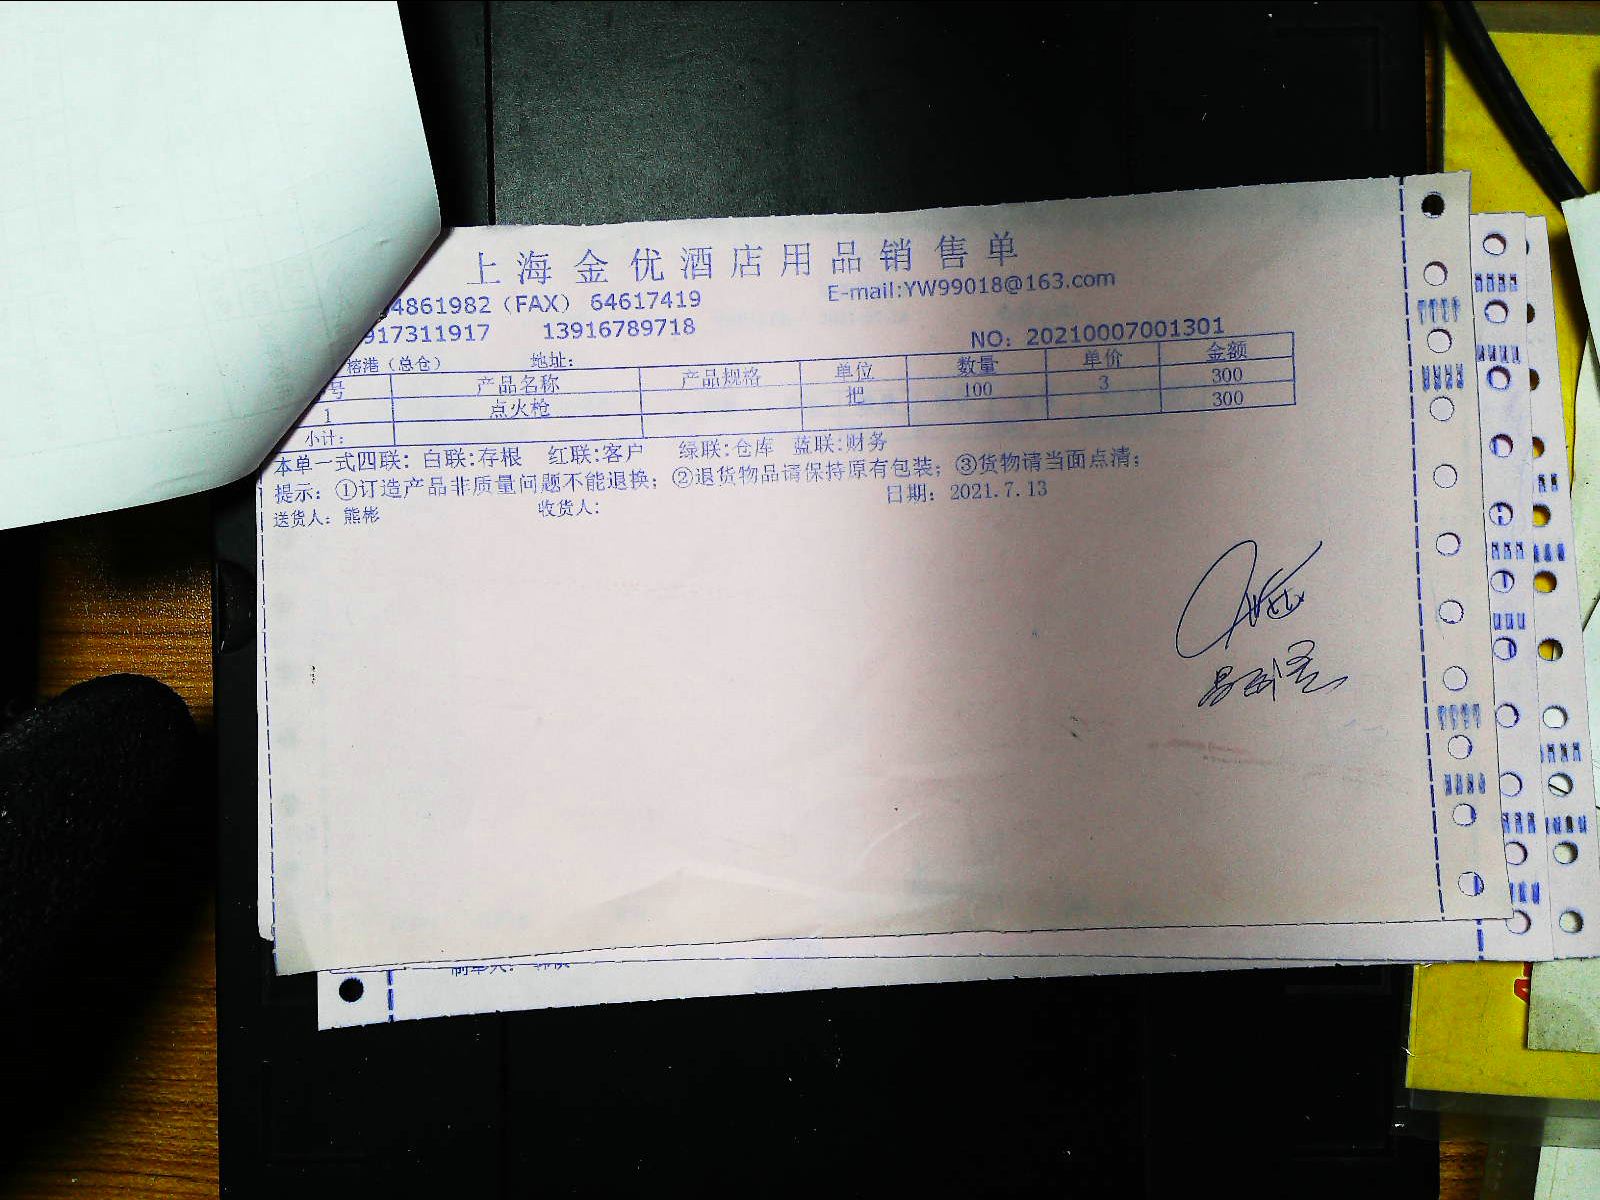 上海金优酒店用品销售单
4861982（FAX） 64617419 E-mail:YW99018@163.com
917311917 13916789718 NO：20210007001301
榕港（总仓） 地址：
号 产品名称 产品规格 单位 数量 单价 金额
1 点火枪 把 100 3 300
小计： 300
本单一式四联：白联:存根 红联:客户 绿联:仓库 蓝联:财务
提示：①订造产品非质量问题不能退换；②退货物品请保持原有包装；③货物请当面点清；
送货人：熊彬 收货人： 日期：2021.7.13